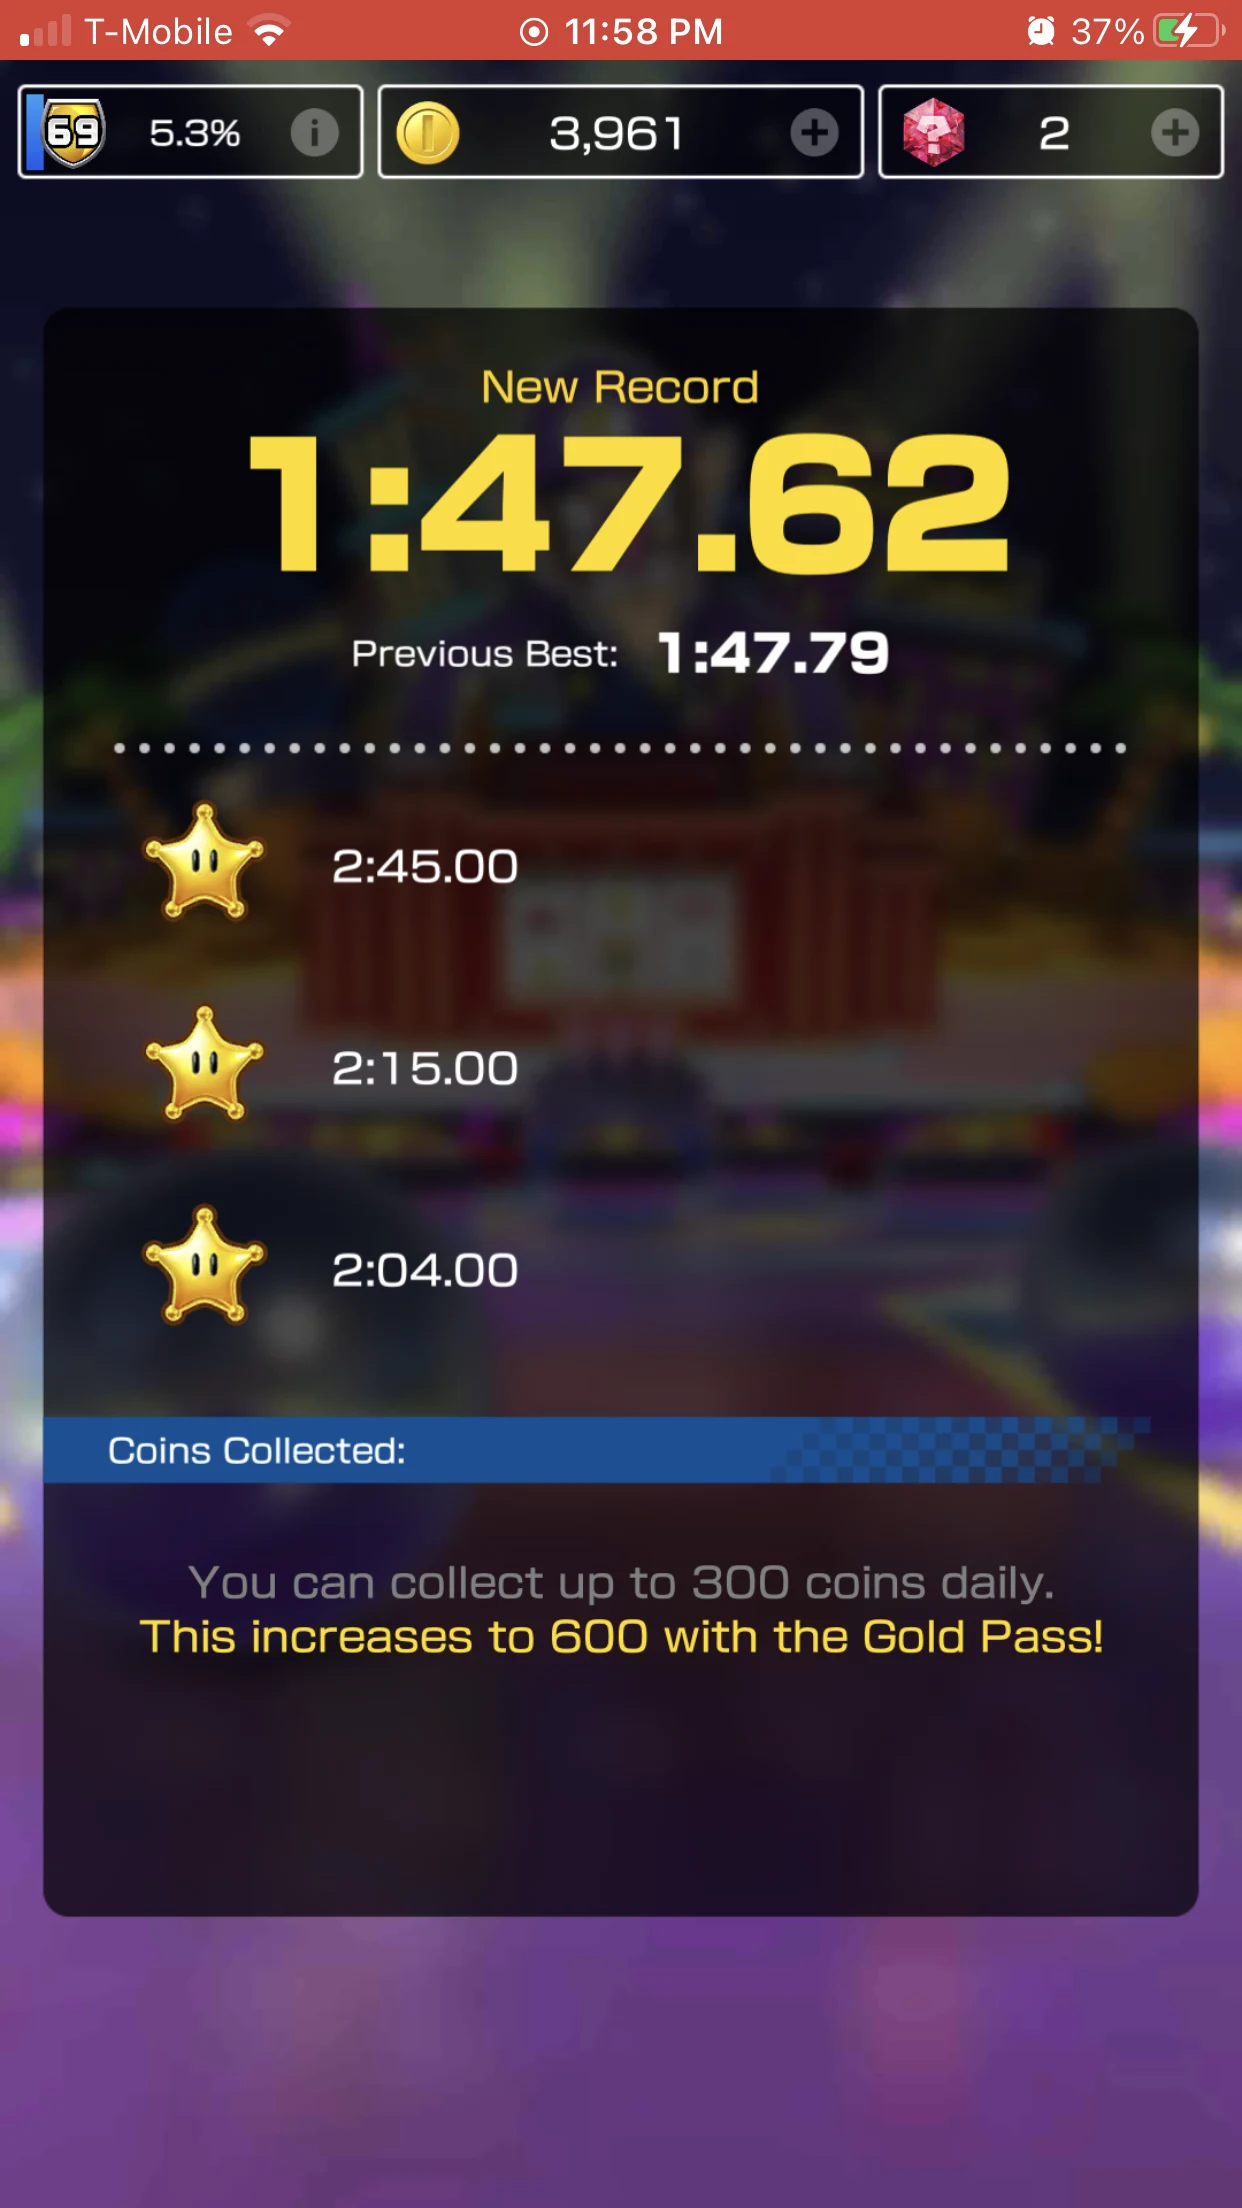 T-Mobile 11:58 PM 37%
69 5.3% i 3,961 + ? 2 +
New Record
1:47.62
Previous Best: 1:47.79
2:45.00
2:15.00
2:04.00
Coins Collected:
You can collect up to 300 coins daily.
This increases to 600 with the Gold Pass!